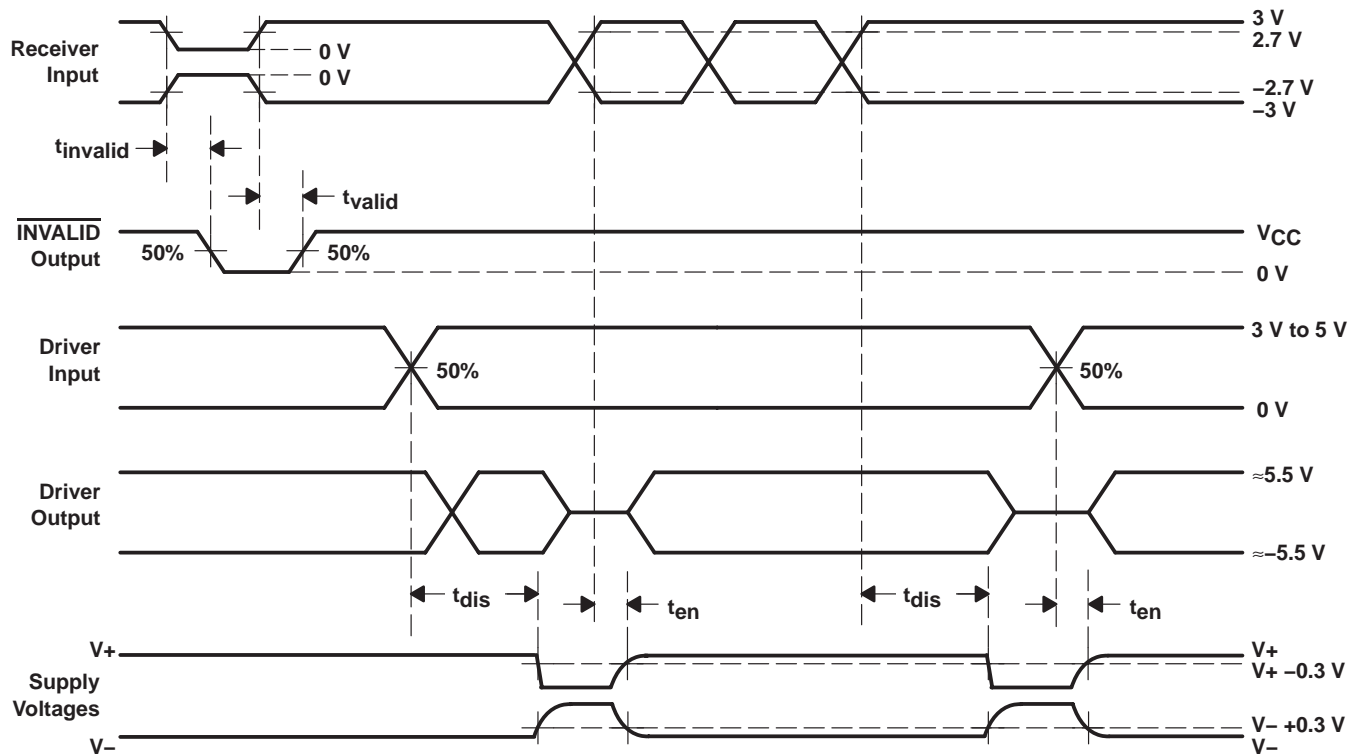 Receiver
Input
0 V
0 V
3 V
2.7 V
−2.7 V
−3 V
tinvalid
tvalid
INVALID
Output
50%
50%
VCC
0 V
Driver
Input
50%
50%
3 V to 5 V
0 V
Driver
Output
≈5.5 V
≈−5.5 V
tdis
ten
tdis
ten
V+
Supply
Voltages
V−
V+
V+ −0.3 V
V− +0.3 V
V−